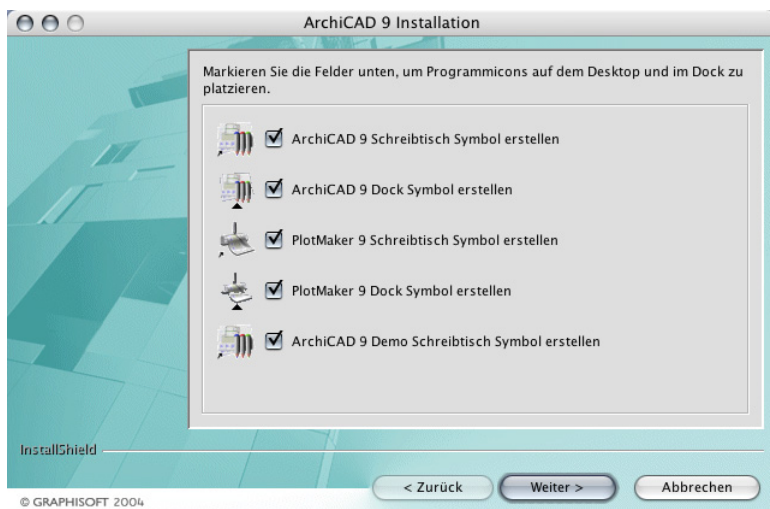 ArchiCAD 9 Installation
Markieren Sie die Felder unten, um Programmicons auf dem Desktop und im Dock zu
platzieren.
ArchiCAD 9 Schreibtisch Symbol erstellen
ArchiCAD 9 Dock Symbol erstellen
PlotMaker 9 Schreibtisch Symbol erstellen
PlotMaker 9 Dock Symbol erstellen
ArchiCAD 9 Demo Schreibtisch Symbol erstellen
InstallShield
< Zurück
Weiter >
Abbrechen
© GRAPHISOFT 2004